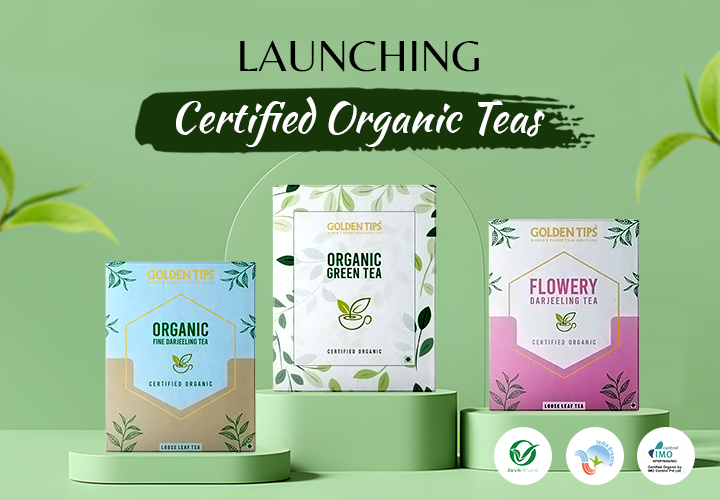 LAUNCHING
Certified Organic Teas
GOLDEN TIPS
ORGANIC
FINE DARJEELING TEA
CERTIFIED ORGANIC
LOOSE LEAF TEA
GOLDEN TIPS
ORGANIC
GREEN TEA
CERTIFIED ORGANIC
GOLDEN TIPS
FLOWERY
DARJEELING TEA
CERTIFIED ORGANIC
LOOSE LEAF TEA
Jaivik Bharat
India Organic
control
IMO
Certified Organic by
IMO Control Pvt Ltd